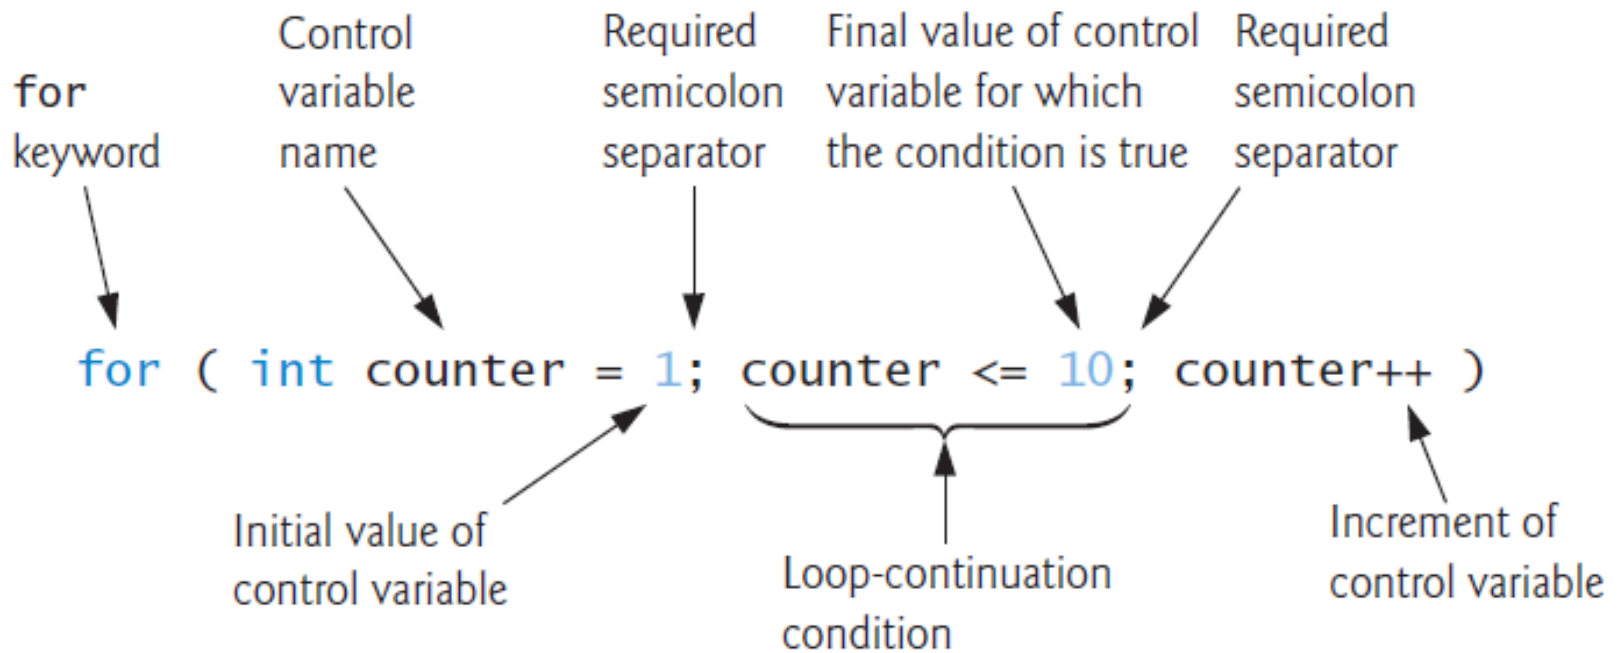 for
keyword
Control
variable
name
Required
semicolon
separator
Final value of control
variable for which
the condition is true
Required
semicolon
separator
for ( int counter = 1; counter <= 10; counter++ )
Initial value of
control variable
Loop-continuation
condition
Increment of
control variable